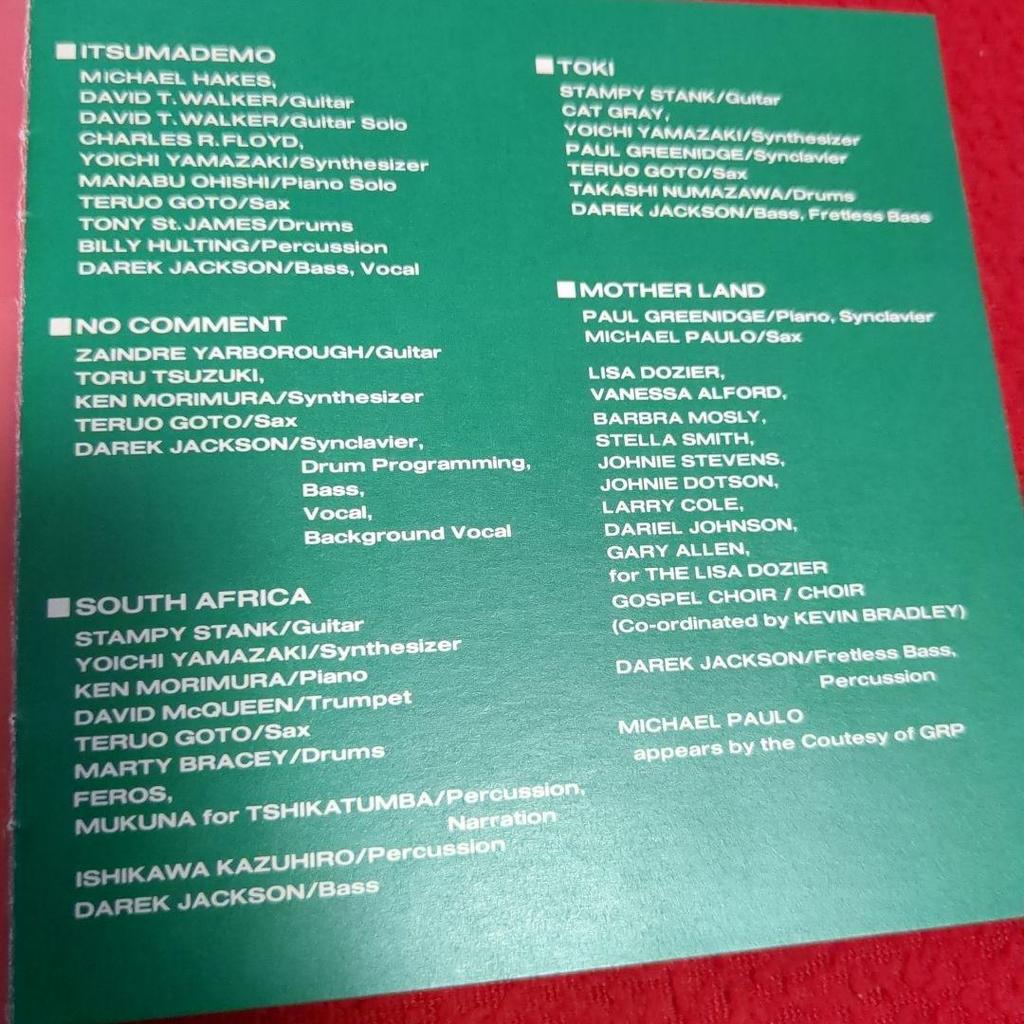 ■ITSUMADEMO
MICHAEL HAKES,
DAVID T.WALKER/Guitar
DAVID T.WALKER/Guitar Solo
CHARLES R.FLOYD,
YOICHI YAMAZAKI/Synthesizer
MANABU OHISHI/Piano Solo
TERUO GOTO/Sax
TONY St.JAMES/Drums
BILLY HULTING/Percussion
DAREK JACKSON/Bass, Vocal
■NO COMMENT
ZAINDRE YARBOROUGH/Guitar
TORU TSUZUKI,
KEN MORIMURA/Synthesizer
TERUO GOTO/Sax
DAREK JACKSON/Synclavier,
Drum Programming,
Bass,
Vocal,
Background Vocal
■SOUTH AFRICA
STAMPY STANK/Guitar
YOICHI YAMAZAKI/Synthesizer
KEN MORIMURA/Piano
DAVID McQUEEN/Trumpet
TERUO GOTO/Sax
MARTY BRACEY/Drums
FEROS,
MUKUNA for TSHIKATUMBA/Percussion,
Narration
ISHIKAWA KAZUHIRO/Percussion
DAREK JACKSON/Bass
■TOKI
STAMPY STANK/Guitar
CAT GRAY,
YOICHI YAMAZAKI/Synthesizer
PAUL GREENIDGE/Synclavier
TERUO GOTO/Sax
TAKASHI NUMAZAWA/Drums
DAREK JACKSON/Bass, Fretless Bass
■MOTHER LAND
PAUL GREENIDGE/Piano, Synclavier
MICHAEL PAULO/Sax
LISA DOZIER,
VANESSA ALFORD,
BARBRA MOSLY,
STELLA SMITH,
JOHNIE STEVENS,
JOHNIE DOTSON,
LARRY COLE,
DARIEL JOHNSON,
GARY ALLEN,
for THE LISA DOZIER
GOSPEL CHOIR / CHOIR
(Co-ordinated by KEVIN BRADLEY)
DAREK JACKSON/Fretless Bass,
Percussion
MICHAEL PAULO
appears by the Coutesy of GRP